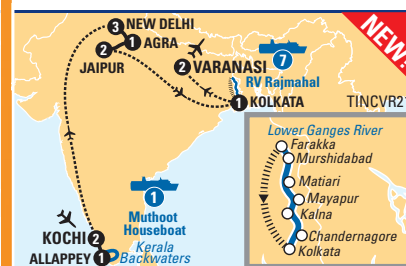 NEW!
3 NEW DELHI
1 AGRA
2
JAIPUR
2 VARANASI
7
RV Rajmahal
1 KOLKATA
TINCVR2
Lower Ganges River
Farakka
Murshidabad
Matiari
Mayapur
Kalna
Chandernagore
Kolkata
1
Muthoot
Houseboat
KOCHI 2
Kerala
ALLAPPEY 1 Backwaters